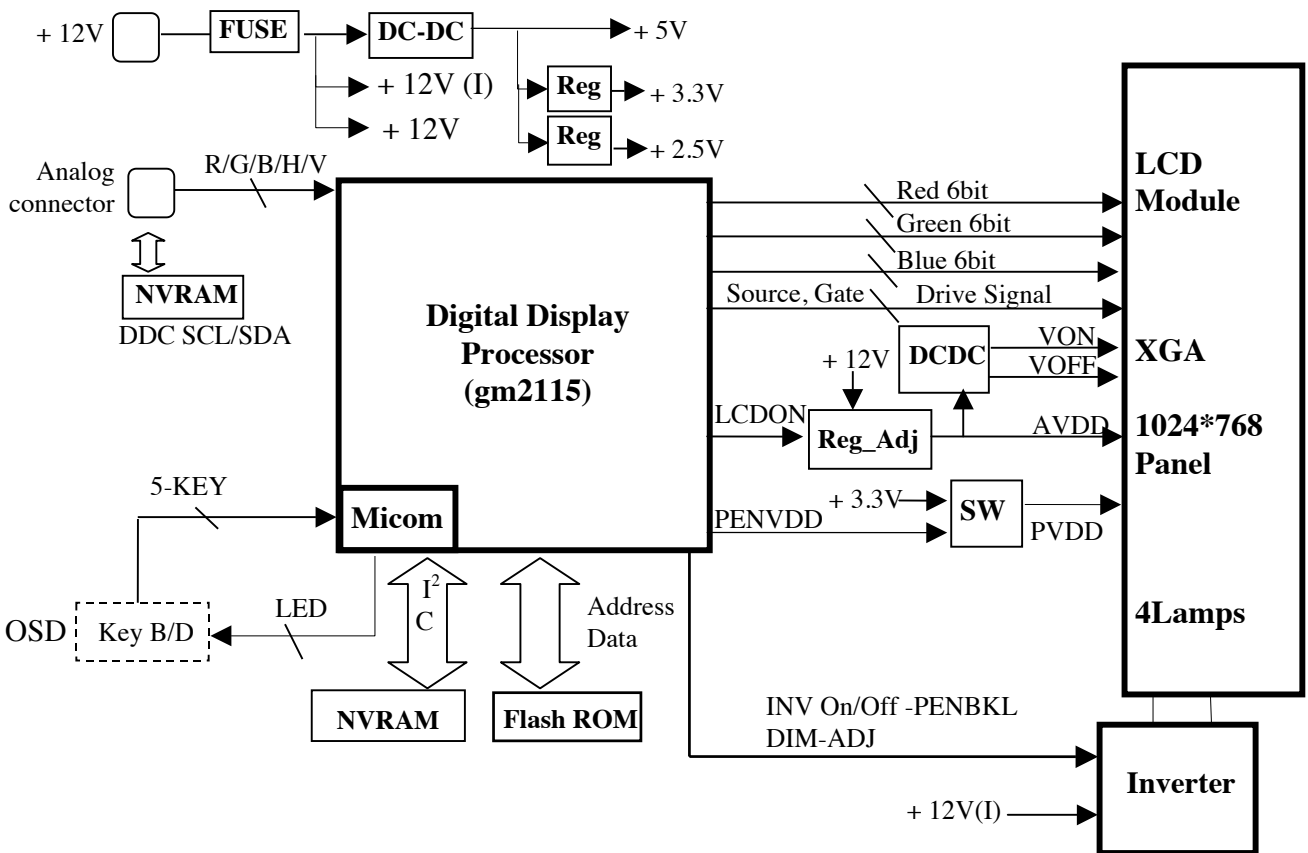 + 12V
FUSE
DC-DC
+ 5V
+ 12V (I)
Reg
+ 3.3V
+ 12V
Reg
+ 2.5V
Analog
connector
R/G/B/H/V
NVRAM
DDC SCL/SDA
Digital Display
Processor
(gm2115)
Red 6bit
Green 6bit
Blue 6bit
Source, Gate
Drive Signal
+ 12V
DCDC
VON
VOFF
LCDON
Reg_Adj
AVDD
+ 3.3V
PENVDD
SW
PVDD
LCD
Module
XGA
1024*768
Panel
4Lamps
5-KEY
Micom
OSD
Key B/D
LED
I2
C
Address
Data
NVRAM
Flash ROM
INV On/Off -PENBKL
DIM-ADJ
Inverter
+ 12V(I)